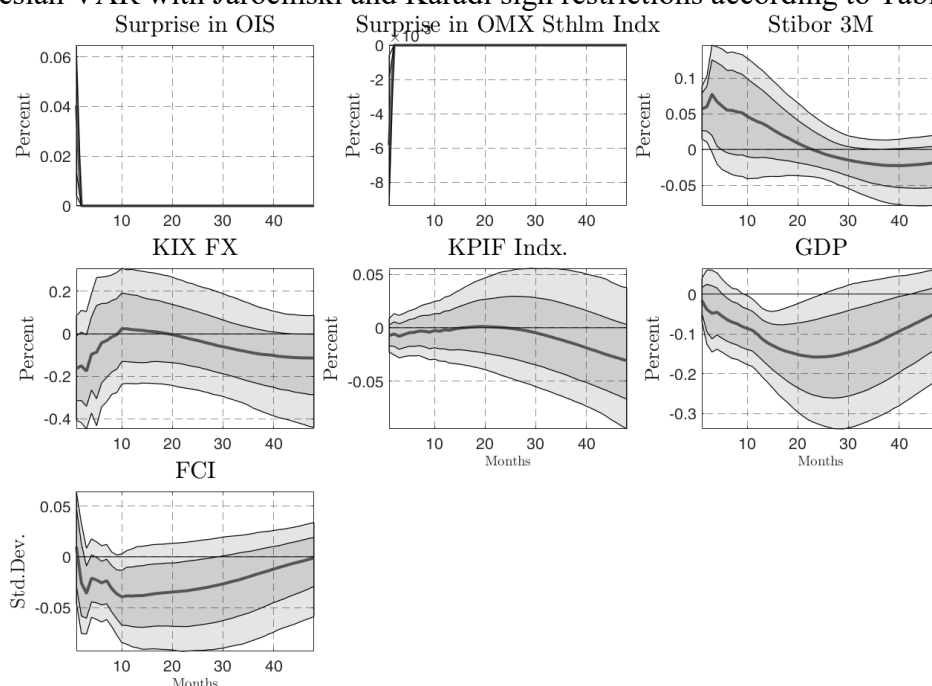 esian VAR with Jarociński and Karadi sign restrictions according to Tabl
Surprise in OIS
Surprise in OMX Sthlm Indx
Stibor 3M
Percent
0.06
0.04
0.02
0
10 20 30 40
Percent
0
-2
-4
-6
-8
10 20 30 40
Percent
0.1
0.05
0
-0.05
10 20 30 40
KIX FX
KPIF Indx.
GDP
Percent
0.2
0
-0.2
-0.4
10 20 30 40
Percent
0.05
0
-0.05
10 20 30 40
Months
Percent
0
-0.1
-0.2
-0.3
10 20 30 40
Months
FCI
Std.Dev.
0.05
0
-0.05
10 20 30 40
Months